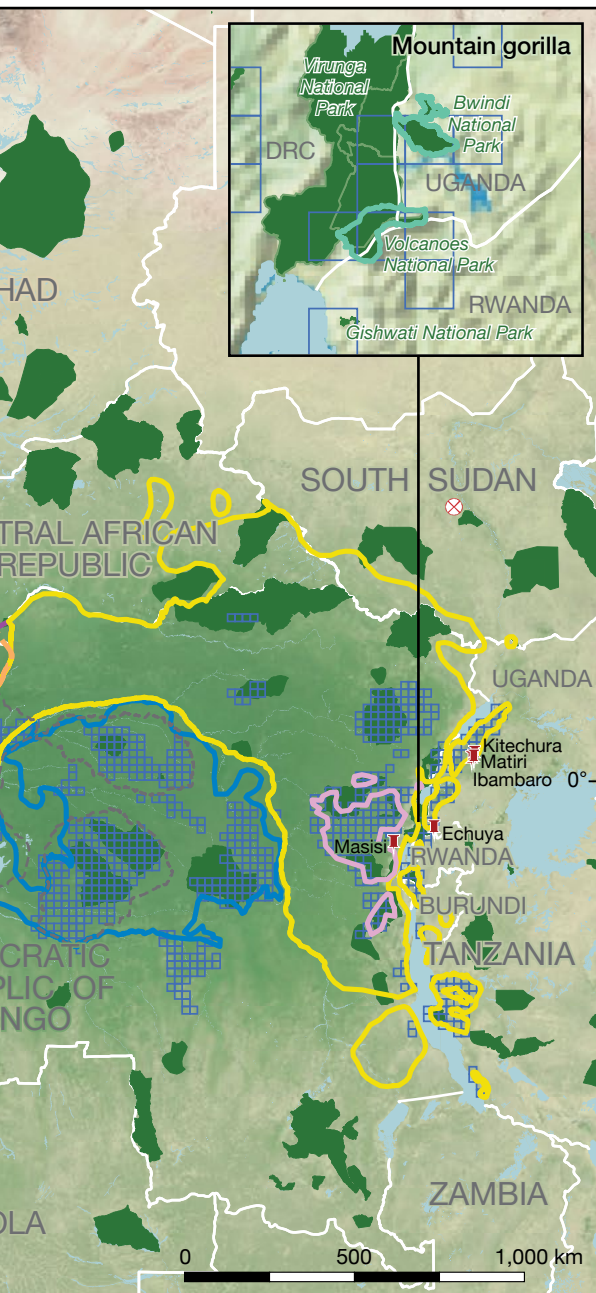 Mountain gorilla
Virunga
National
Park
Bwindi
National
Park
DRC
UGANDA
Volcanoes
National Park
RWANDA
Gishwati National Park
HAD
SOUTH SUDAN
TRAL AFRICAN
REPUBLIC
UGANDA
Kitechura
Matiri
Ibambaro
0°
Echuya
Masisi
RWANDA
BURUNDI
CRATIC
PLIC OF
NGO
TANZANIA
ZAMBIA
OLA
0 500 1,000 km